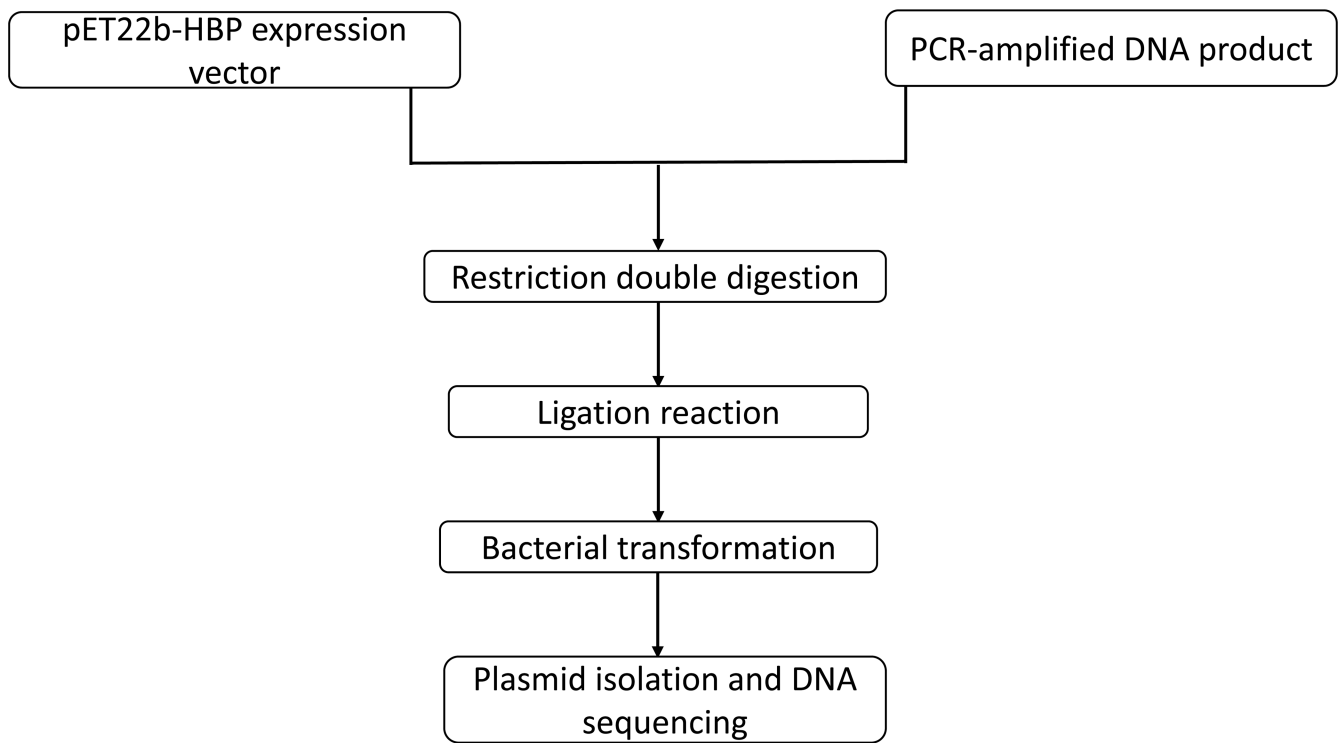 pET22b-HBP expression
vector
PCR-amplified DNA product
Restriction double digestion
Ligation reaction
Bacterial transformation
Plasmid isolation and DNA
sequencing